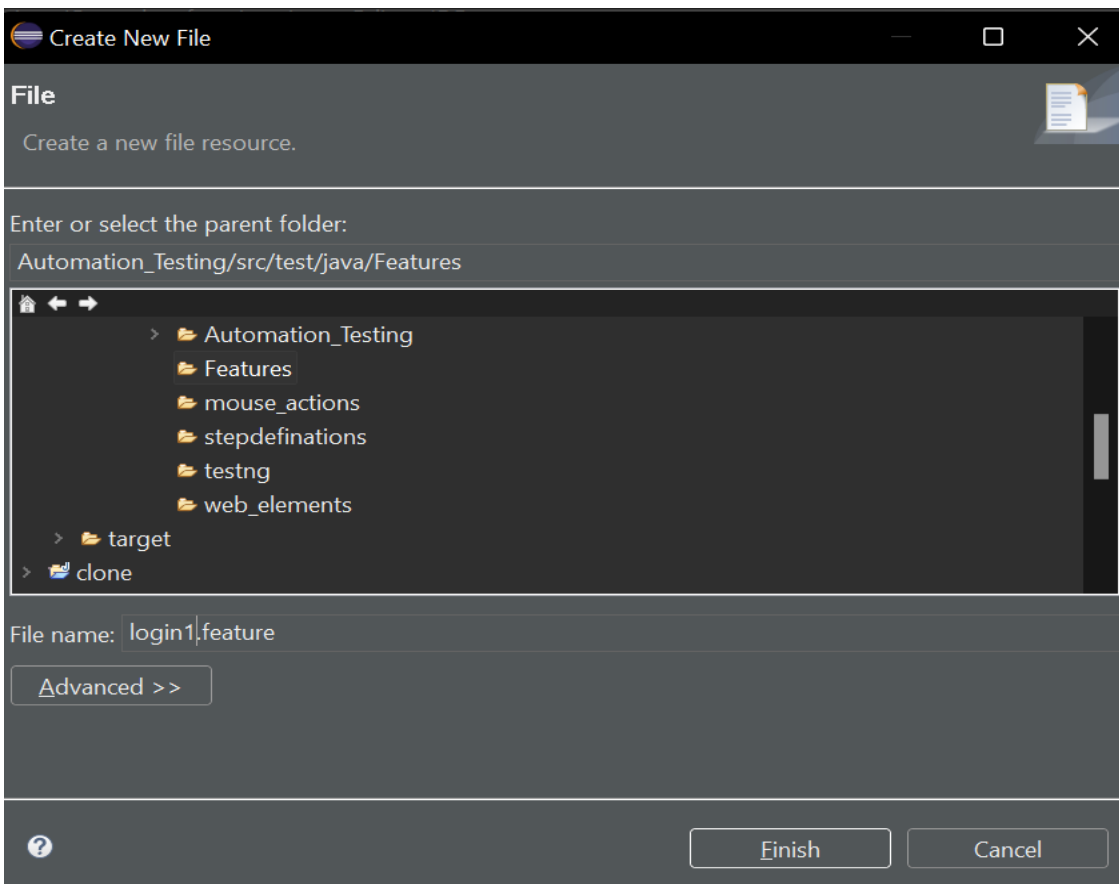 Create New File
File
Create a new file resource.
Enter or select the parent folder:
Automation_Testing/src/test/java/Features
Automation_Testing
Features
mouse_actions
stepdefinations
testng
web_elements
target
clone
File name: login1.feature
Advanced >>
Finish Cancel